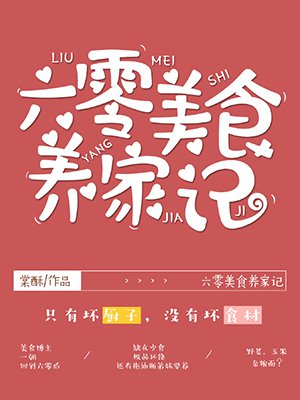 LIU MEI SHI
六零美食
YANG JIA JI
养家记
棠酥/作品 >>>> 六零美食养家记
只有坏厨子，没有坏食材
美食博主
一朝
回到六零后
/
缺衣少食
极品环绕
还有街油瓶弟妹要养
/
野菜，玉米
杂粮面？